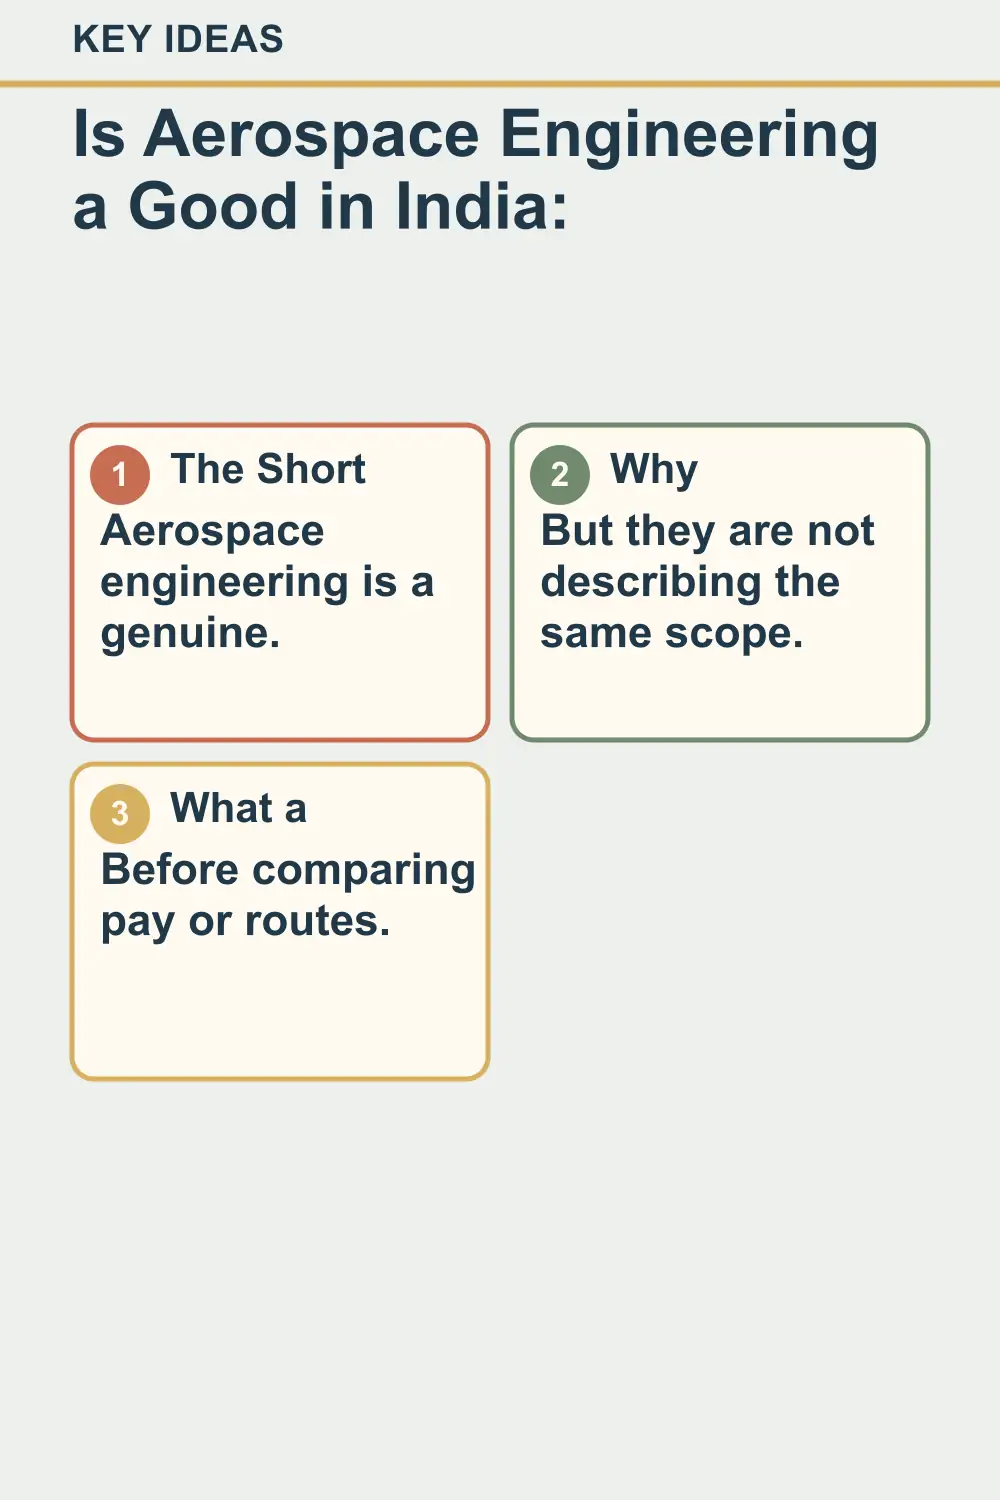 KEY IDEAS
Is Aerospace Engineering
a Good in India:
1 The Short
Aerospace
engineering is a
genuine.
2 Why
But they are not
describing the
same scope.
3 What a
Before comparing
pay or routes.